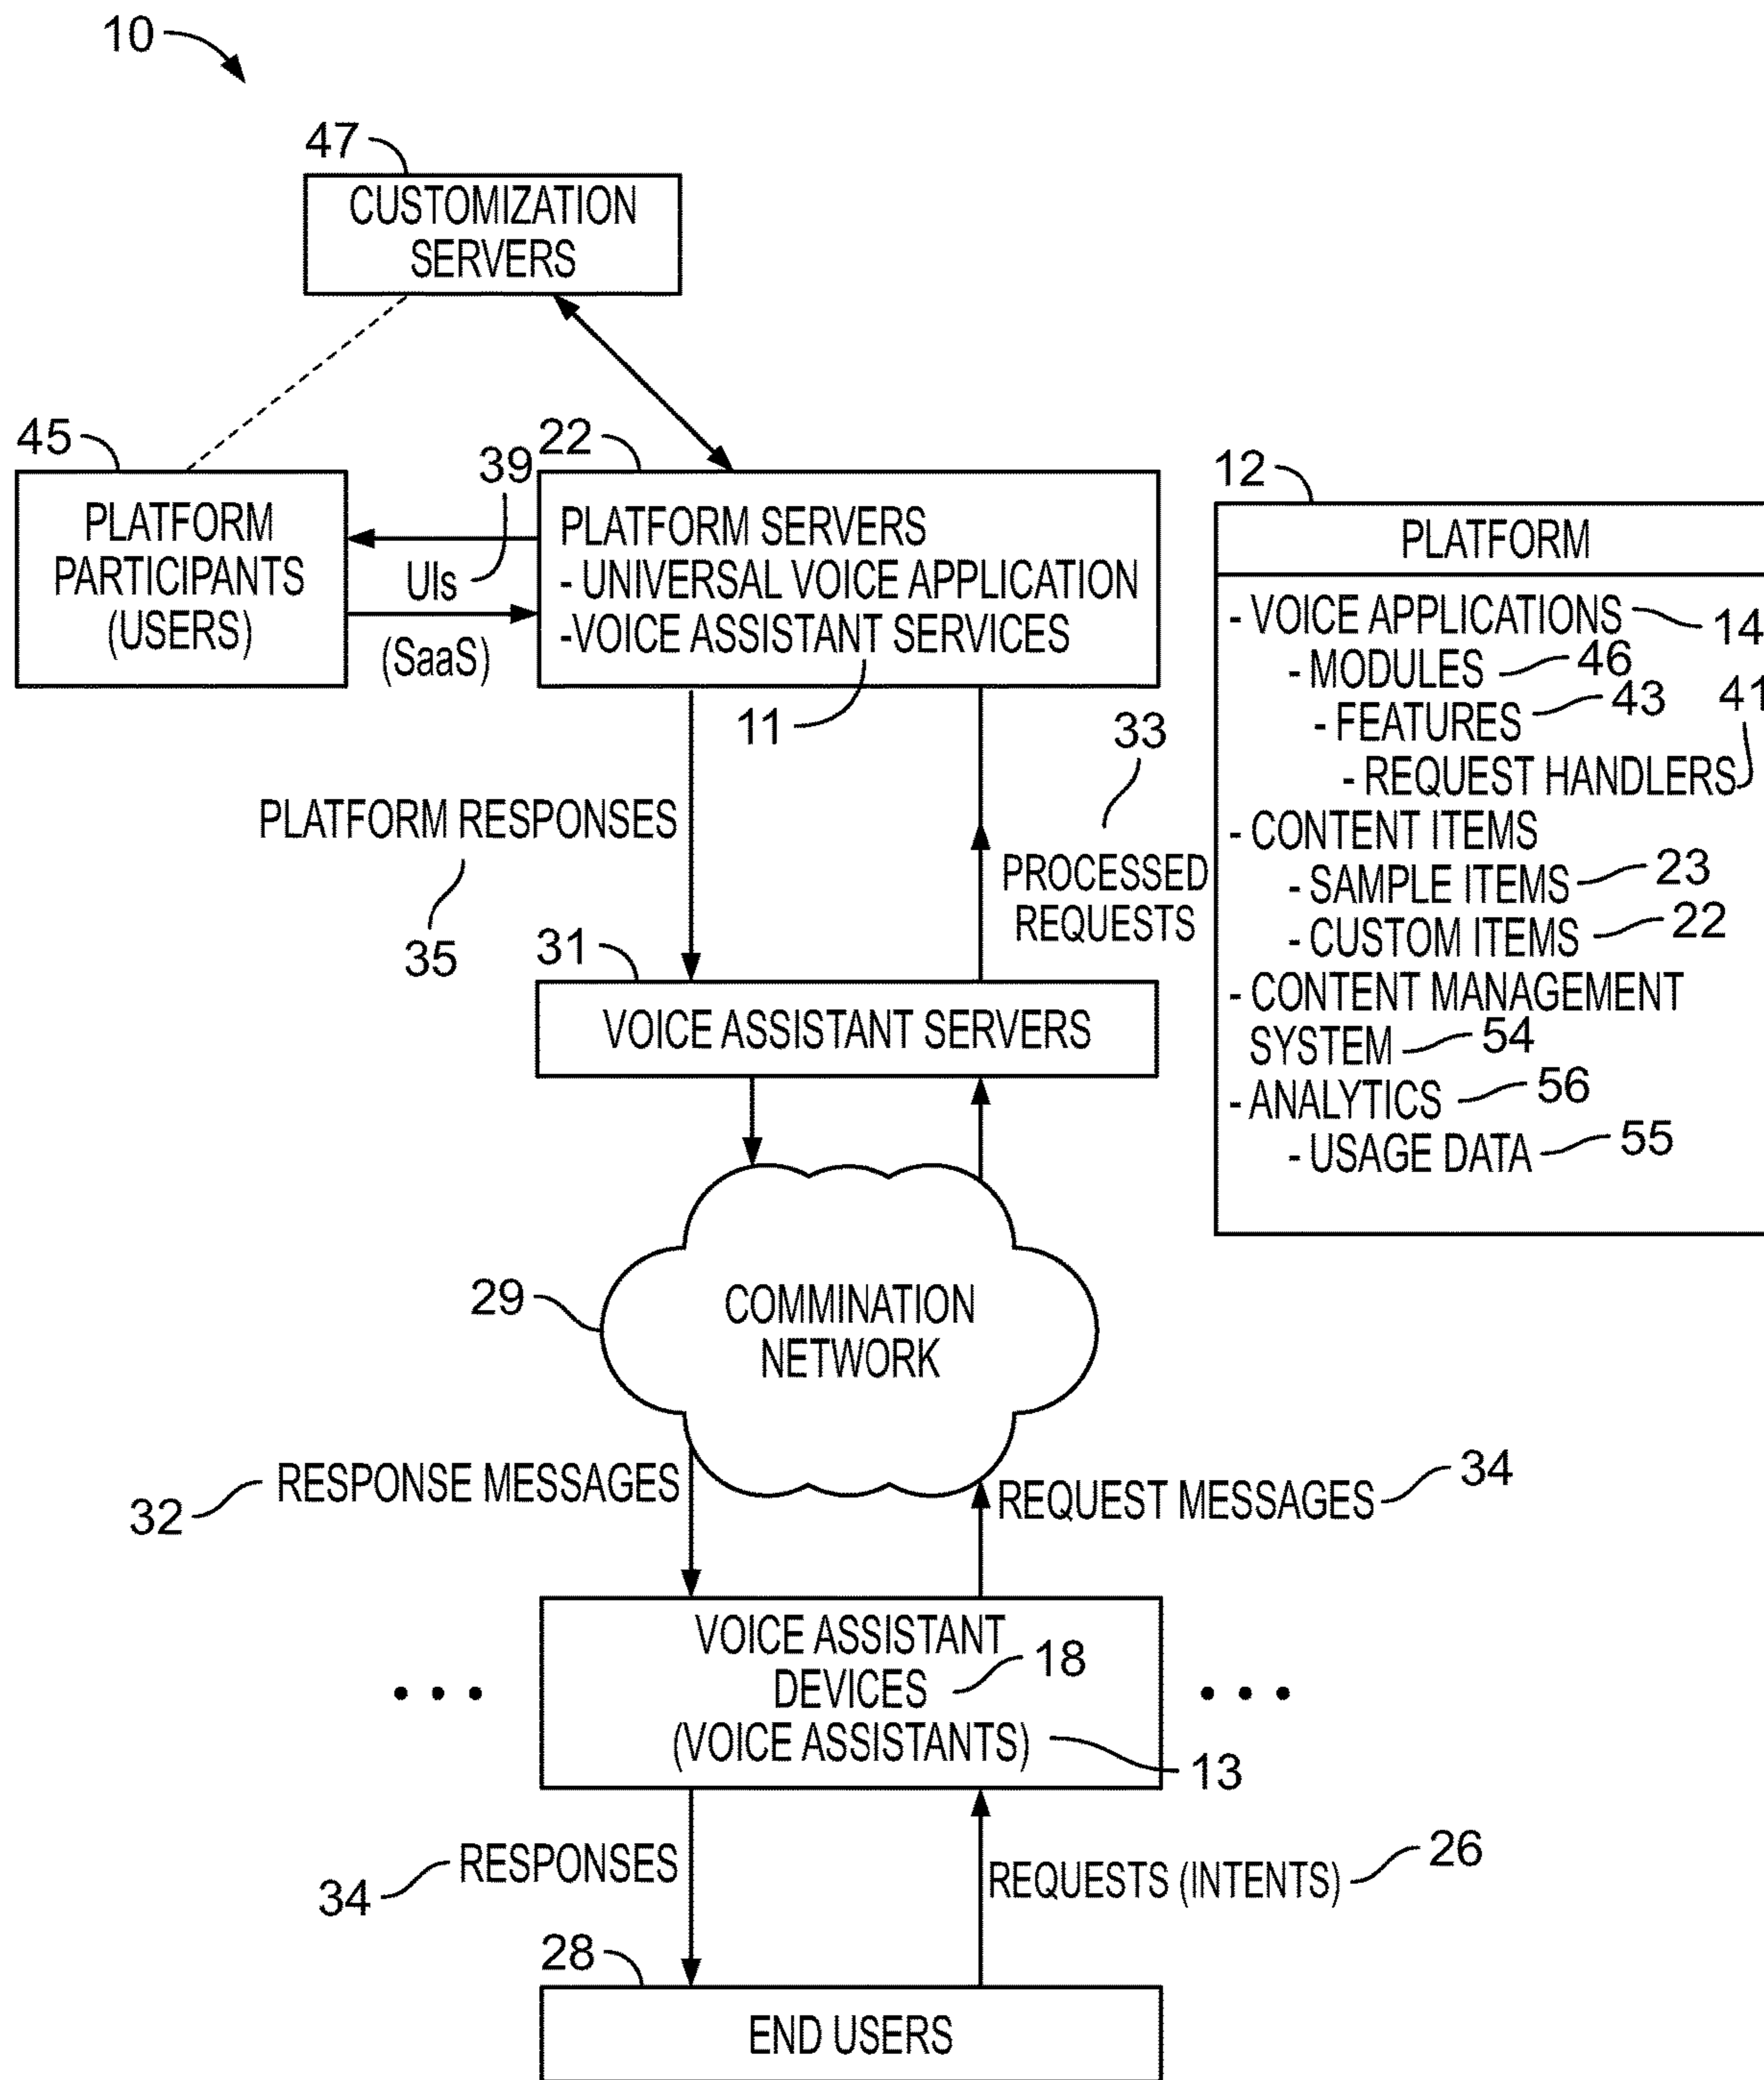 10
47
CUSTOMIZATION
SERVERS
45
PLATFORM
PARTICIPANTS
(USERS)
39
UIs
(SaaS)
22
PLATFORM SERVERS
- UNIVERSAL VOICE APPLICATION
-VOICE ASSISTANT SERVICES
11
12
PLATFORM
- VOICE APPLICATIONS 14
- MODULES 46
- FEATURES 43
41
- REQUEST HANDLERS
- CONTENT ITEMS
- SAMPLE ITEMS 23
- CUSTOM ITEMS 22
- CONTENT MANAGEMENT
SYSTEM 54
- ANALYTICS 56
- USAGE DATA 55
PLATFORM RESPONSES
35
33
PROCESSED
REQUESTS
31
VOICE ASSISTANT SERVERS
29
COMMINATION
NETWORK
32
RESPONSE MESSAGES
REQUEST MESSAGES 34
VOICE ASSISTANT
DEVICES 18
(VOICE ASSISTANTS)
13
• • •
• • •
34
RESPONSES
REQUESTS (INTENTS) 26
28
END USERS